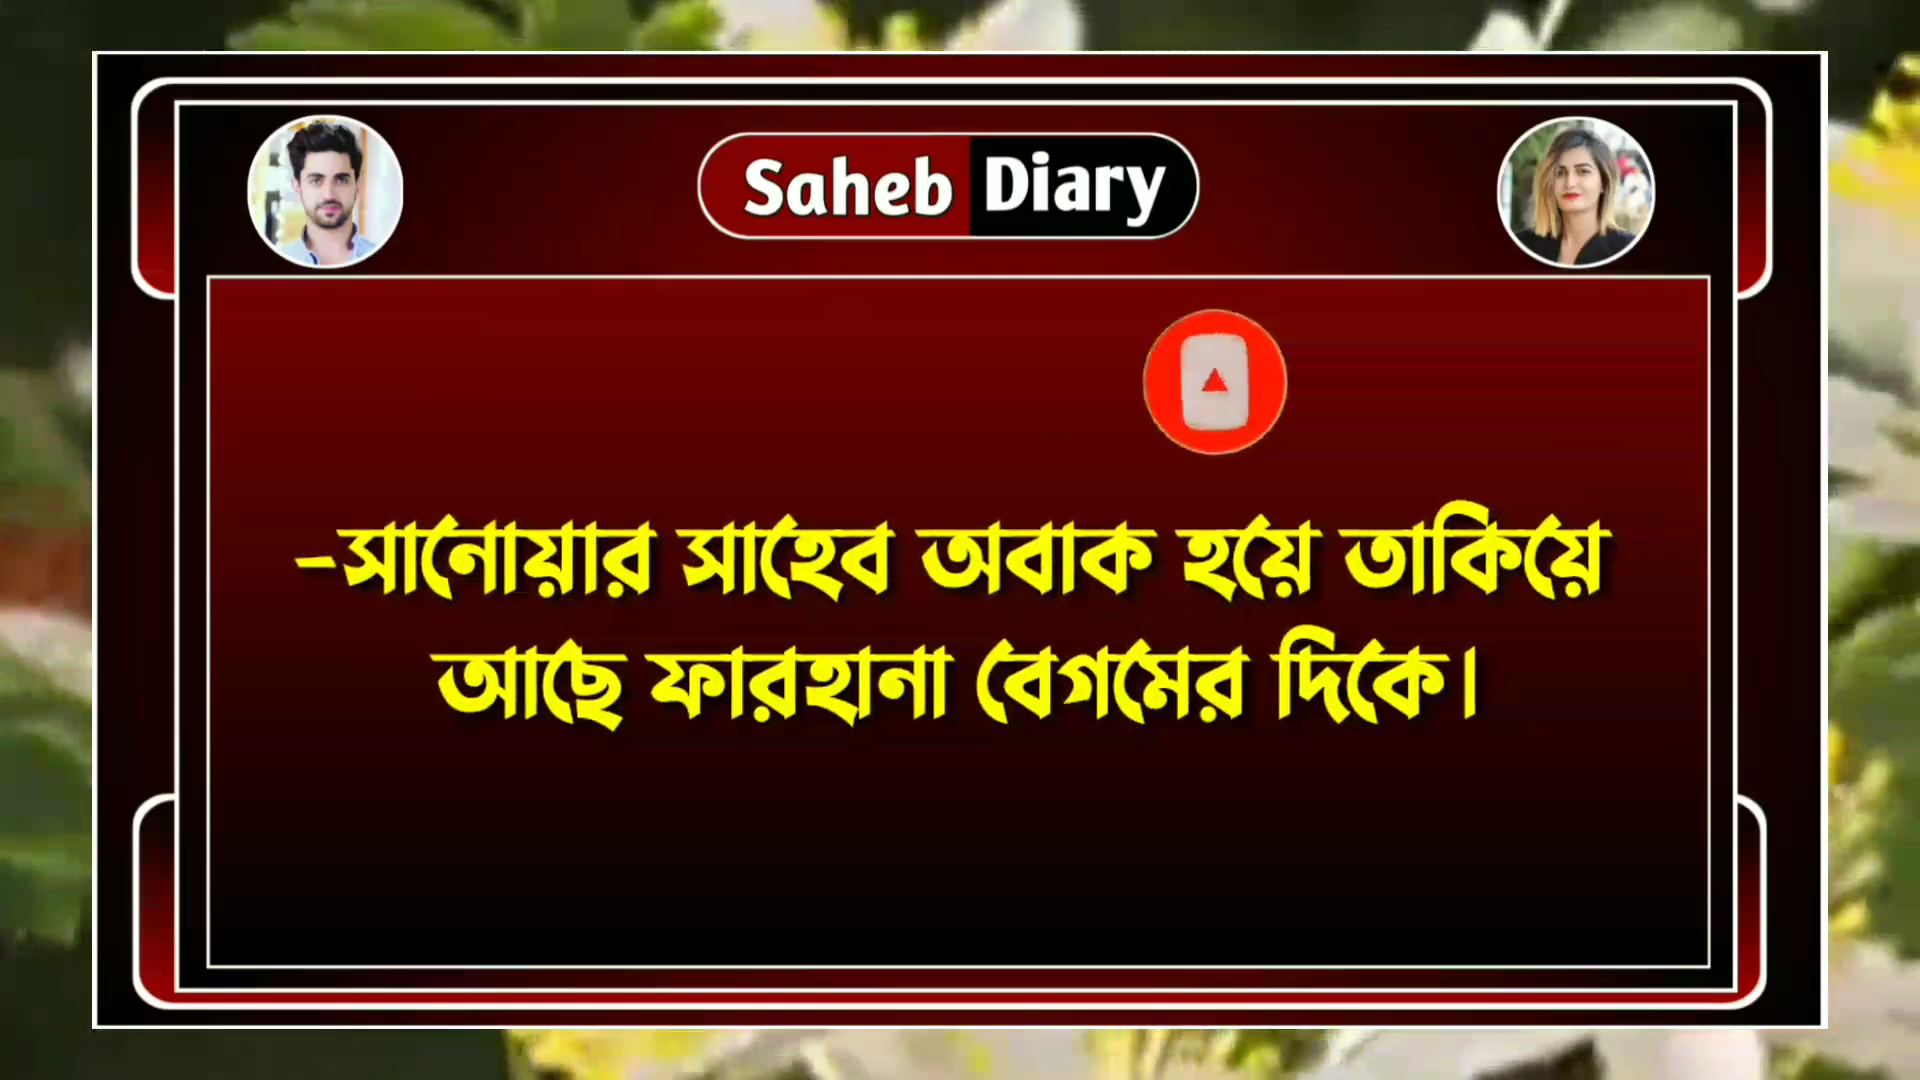 Saheb Diary
-সানোয়ার সাহেব অবাক হয়ে তাকিয়ে
আছে ফারহানা বেগমের দিকে।